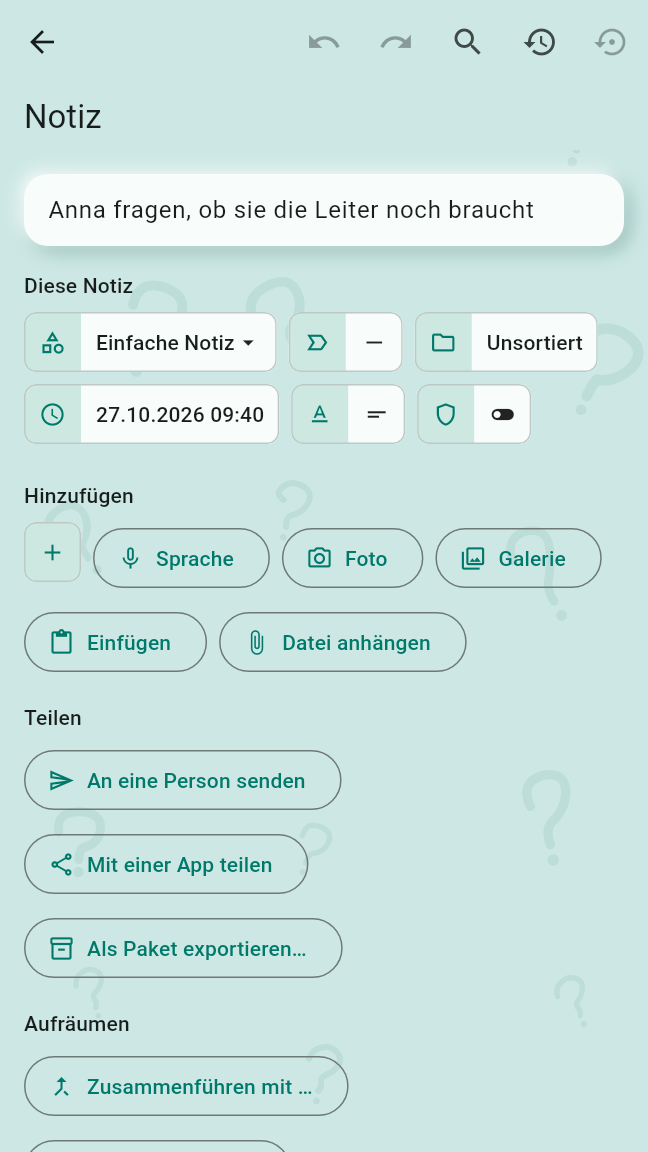 Notiz
Anna fragen, ob sie die Leiter noch braucht
Diese Notiz
Einfache Notiz
Unsortiert
27.10.2026 09:40
Hinzufügen
Sprache
Foto
Galerie
Einfügen
Datei anhängen
Teilen
An eine Person senden
Mit einer App teilen
Als Paket exportieren…
Aufräumen
Zusammenführen mit …